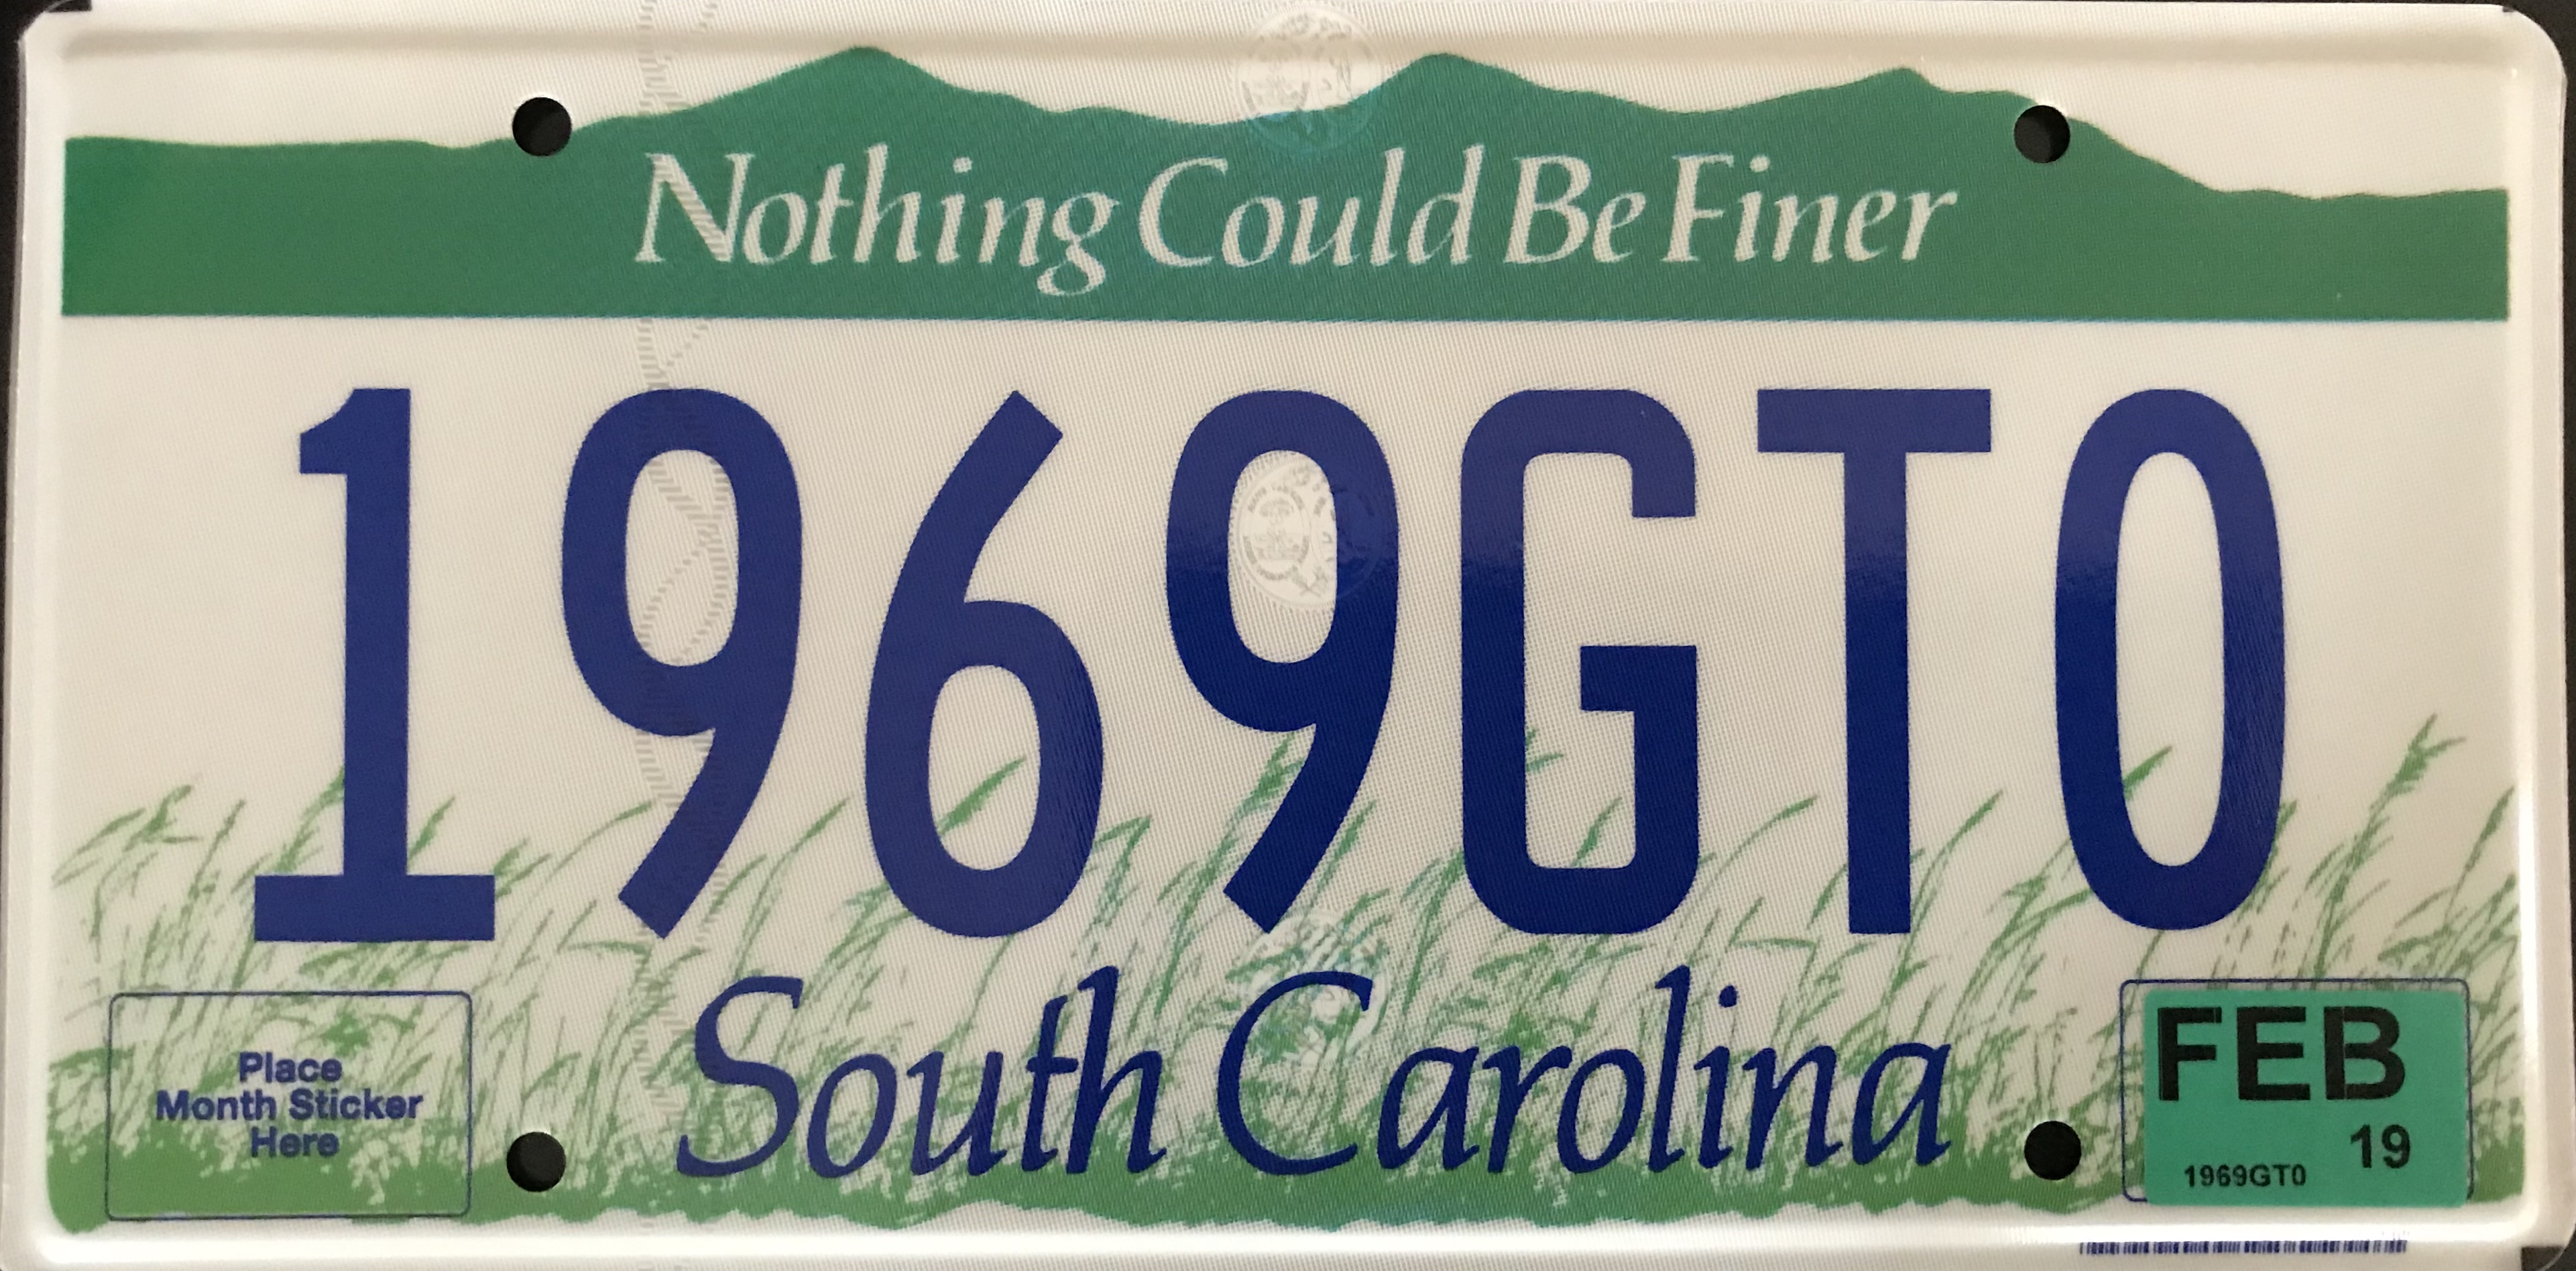 Nothing Could Be Finer
1969GT0
South Carolina
Place
Month Sticker
Here
FEB
19
1969GT0